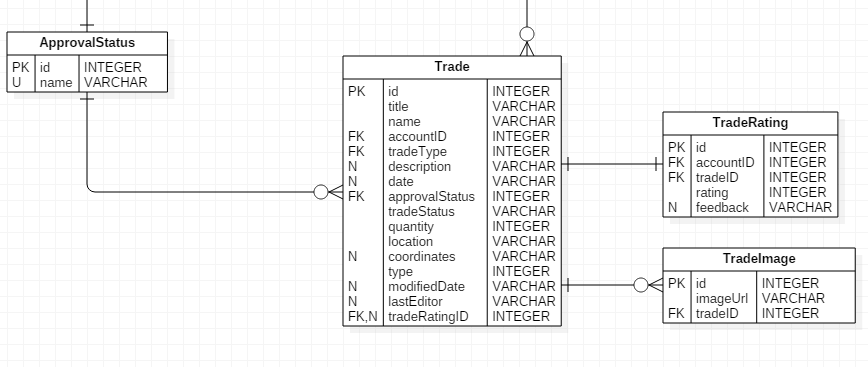 ApprovalStatus
PK id INTEGER
U name VARCHAR
Trade
PK id INTEGER
title VARCHAR
name VARCHAR
FK accountID INTEGER
FK tradeType INTEGER
N description VARCHAR
N date VARCHAR
FK approvalStatus INTEGER
tradeStatus VARCHAR
quantity INTEGER
location VARCHAR
N coordinates VARCHAR
type INTEGER
N modifiedDate VARCHAR
N lastEditor VARCHAR
FK,N tradeRatingID INTEGER
TradeRating
PK id INTEGER
FK accountID INTEGER
FK tradeID INTEGER
rating INTEGER
N feedback VARCHAR
TradeImage
PK id INTEGER
imageUrl VARCHAR
FK tradeID INTEGER